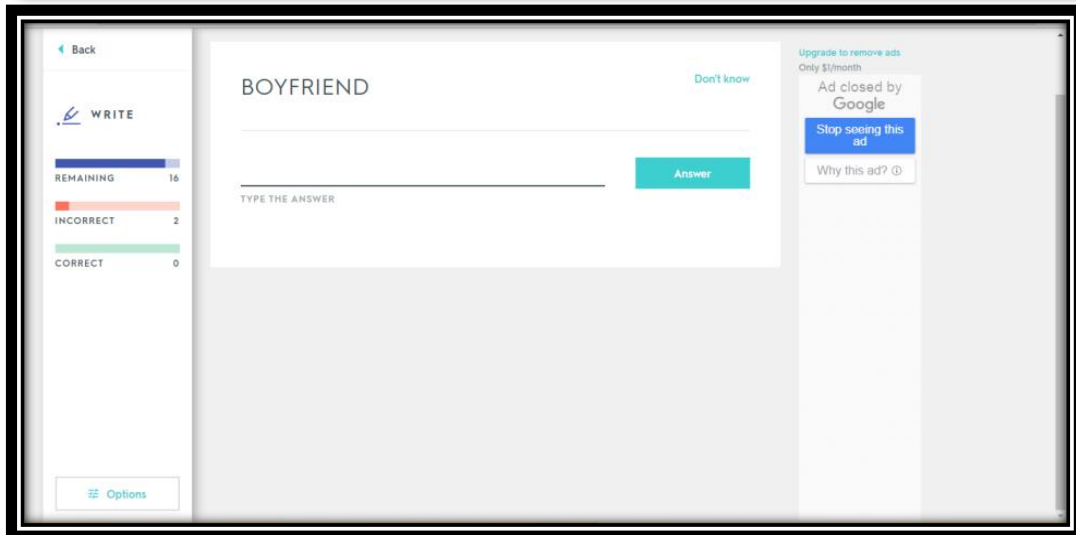 Back
WRITE
REMAINING 16
INCORRECT 2
CORRECT 0
Options
BOYFRIEND
Don't know
Answer
TYPE THE ANSWER
Upgrade to remove ads
Only $1/month
Ad closed by
Google
Stop seeing this
ad
Why this ad?